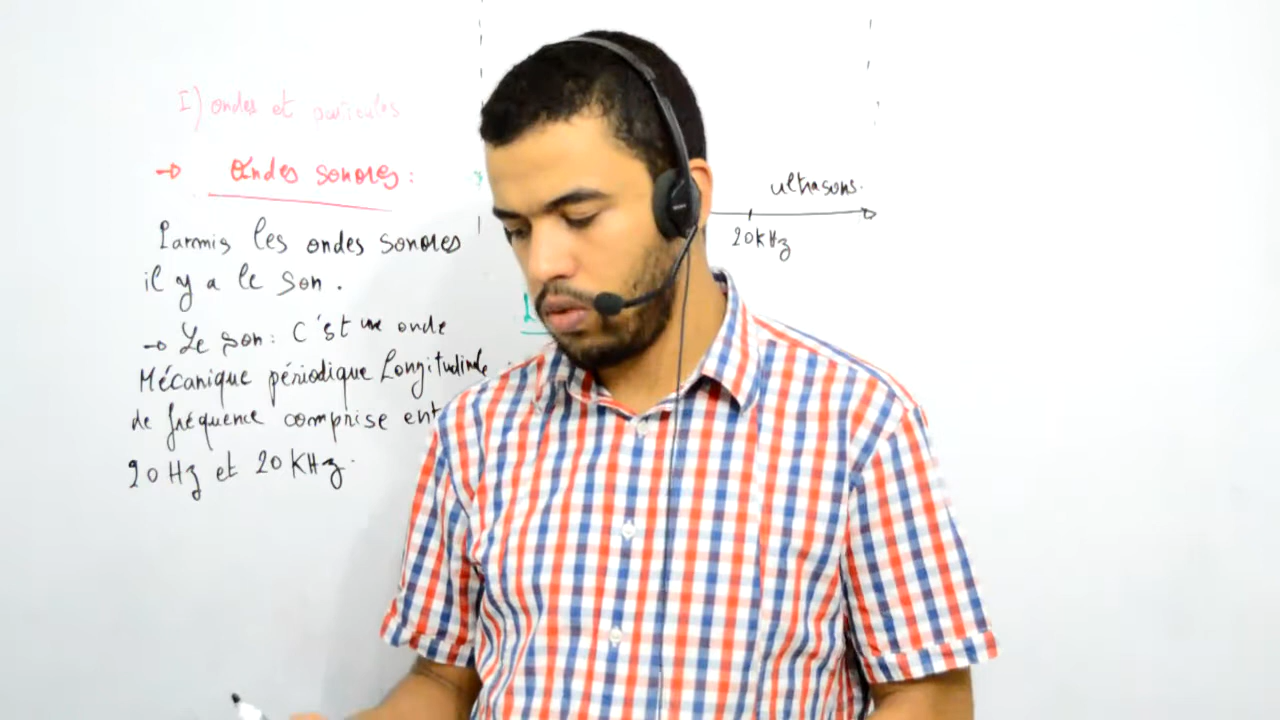 I) ondes et particules
→ Ondes sonores :
Parmis les ondes sonores
il y a le son .
→ Le son : C'st une onde
Mécanique périodique Longitudinale
de fréquence comprise ent
20 Hz et 20 KHz.
ultrasons.
20KHz